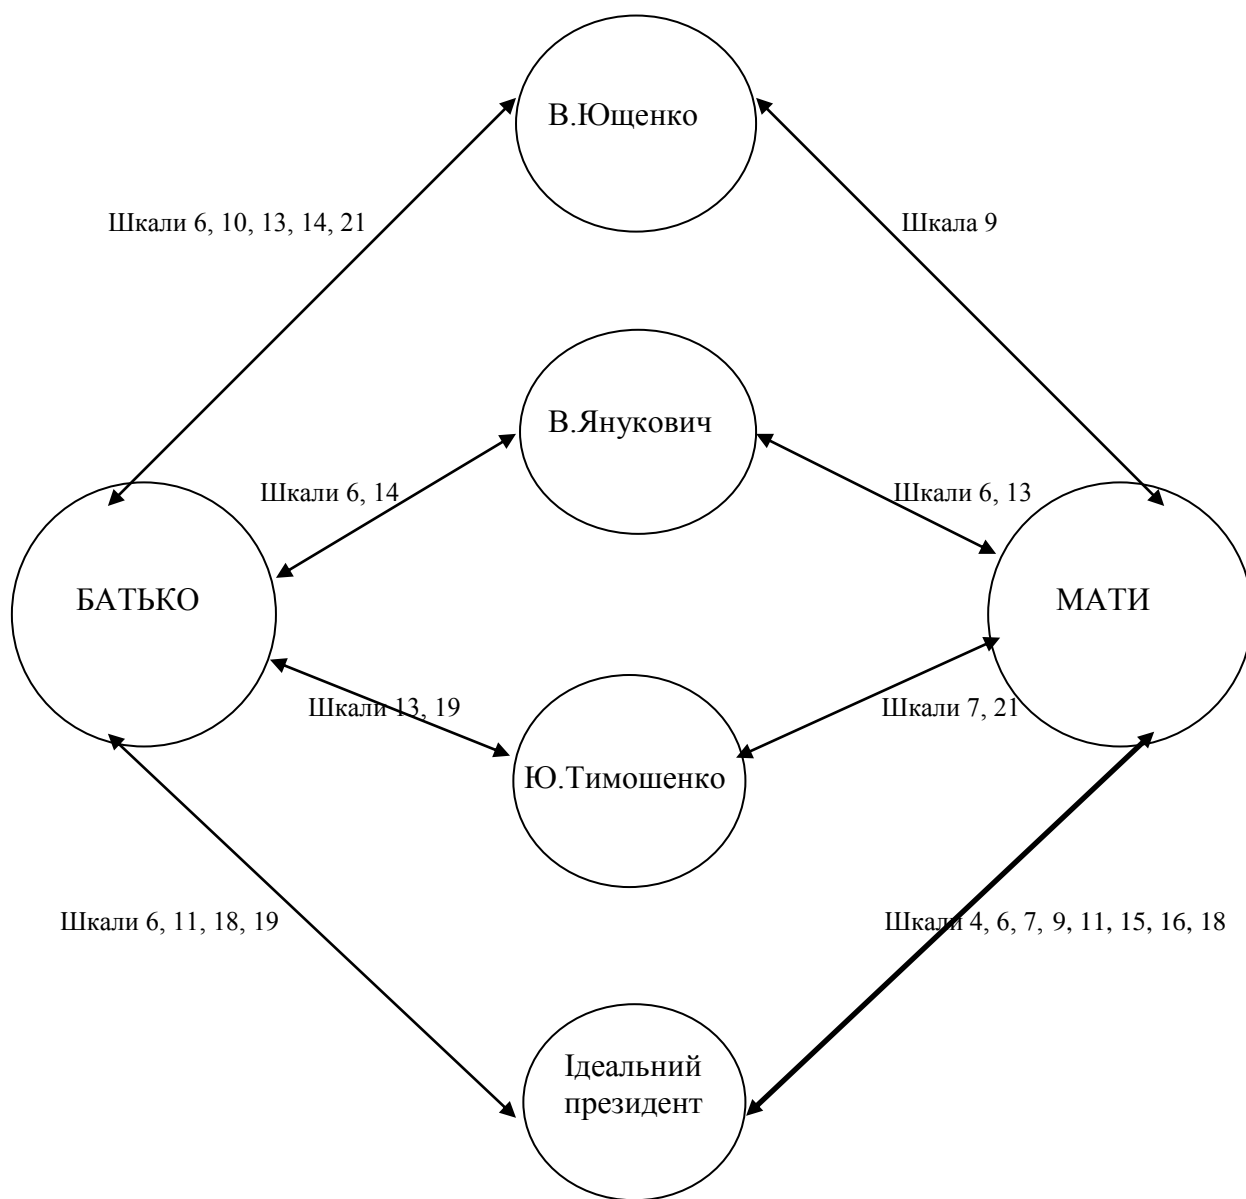 В.Ющенко
Шкали 6, 10, 13, 14, 21
Шкала 9
В.Янукович
Шкали 6, 14
Шкали 6, 13
БАТЬКО
МАТИ
Шкали 13, 19
Шкали 7, 21
Ю.Тимошенко
Шкали 6, 11, 18, 19
Шкали 4, 6, 7, 9, 11, 15, 16, 18
Ідеальний
президент